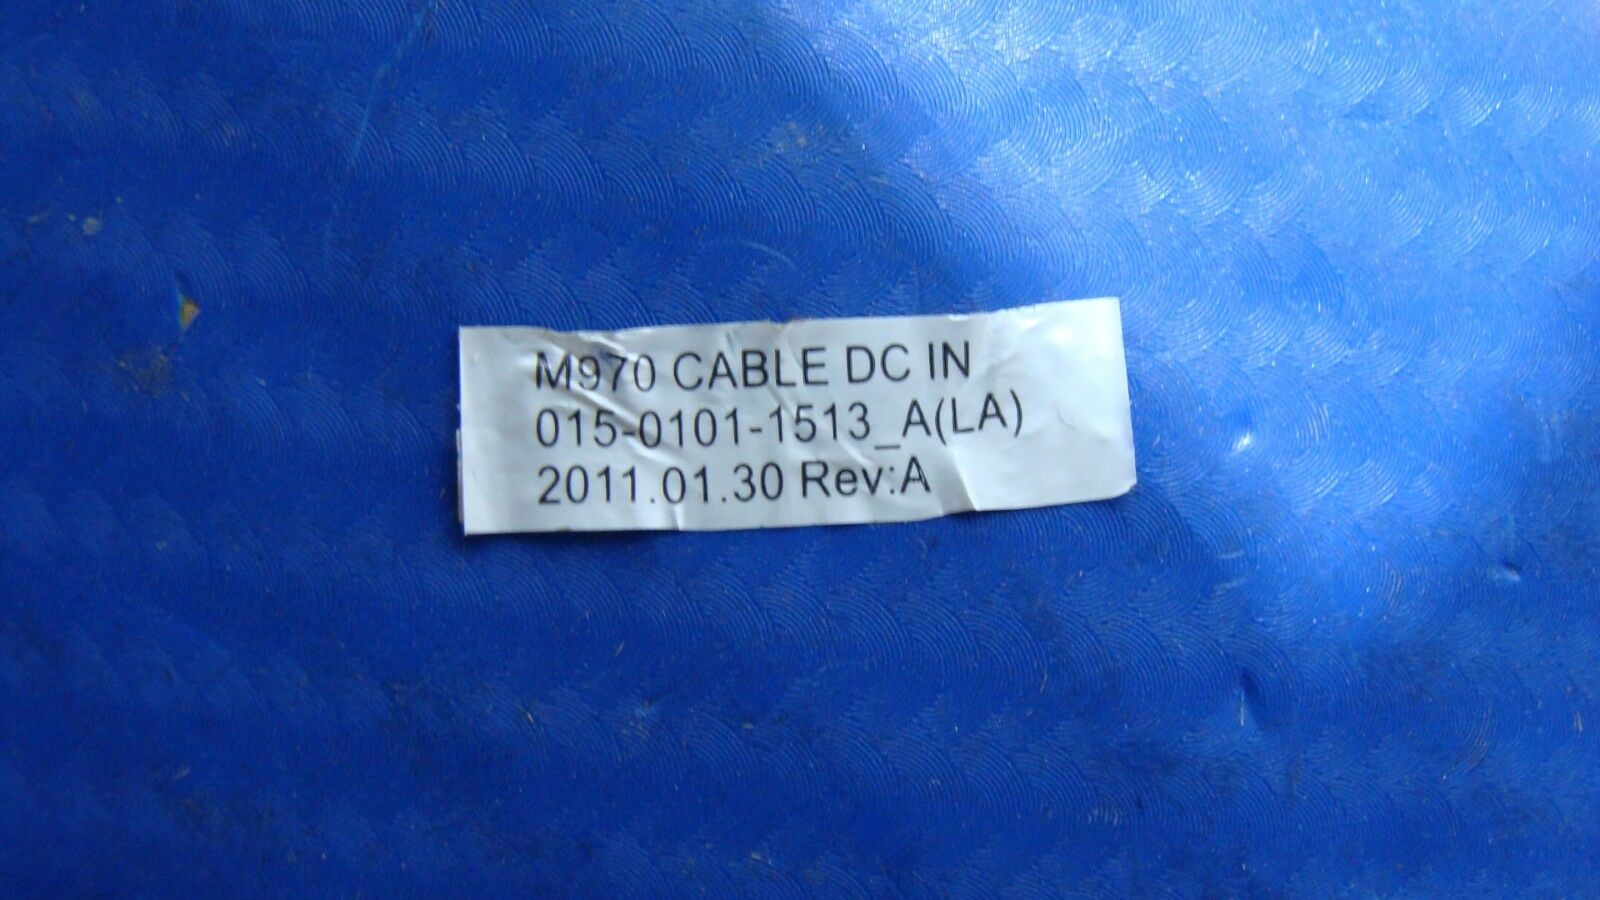 M970 CABLE DC IN
015-0101-1513_A(LA)
2011.01.30 Rev:A